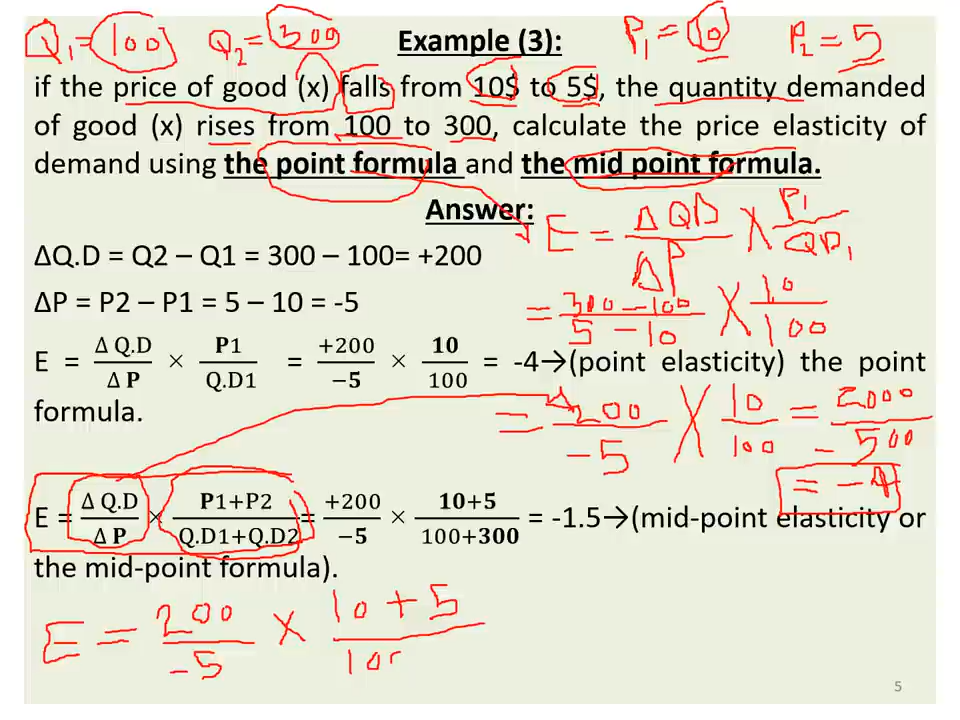 Q₁ = 100 Q₂ = 300 P₁ = 10 P₂ = 5
Example (3):
if the price of good (x) falls from 10$ to 5$, the quantity demanded
of good (x) rises from 100 to 300, calculate the price elasticity of
demand using the point formula and the mid point formula.
Answer:
E = Δ QD / ΔP X P₁ / QD₁
ΔQ.D = Q2 – Q1 = 300 – 100= +200
ΔP = P2 – P1 = 5 – 10 = -5
= 300 – 100 / 5 – 10 X 10 / 100
E = Δ Q.D / Δ P × P1 / Q.D1 = +200 / −5 × 10 / 100 = -4→(point elasticity) the point
formula.
= 200 / -5 X 10 / 100 = 2000 / - 500
= -4
E = Δ Q.D / Δ P × P1+P2 / Q.D1+Q.D2 = +200 / −5 × 10+5 / 100+300 = -1.5→(mid-point elasticity or
the mid-point formula).
E = 200 / -5 X 10 + 5 / 10
5